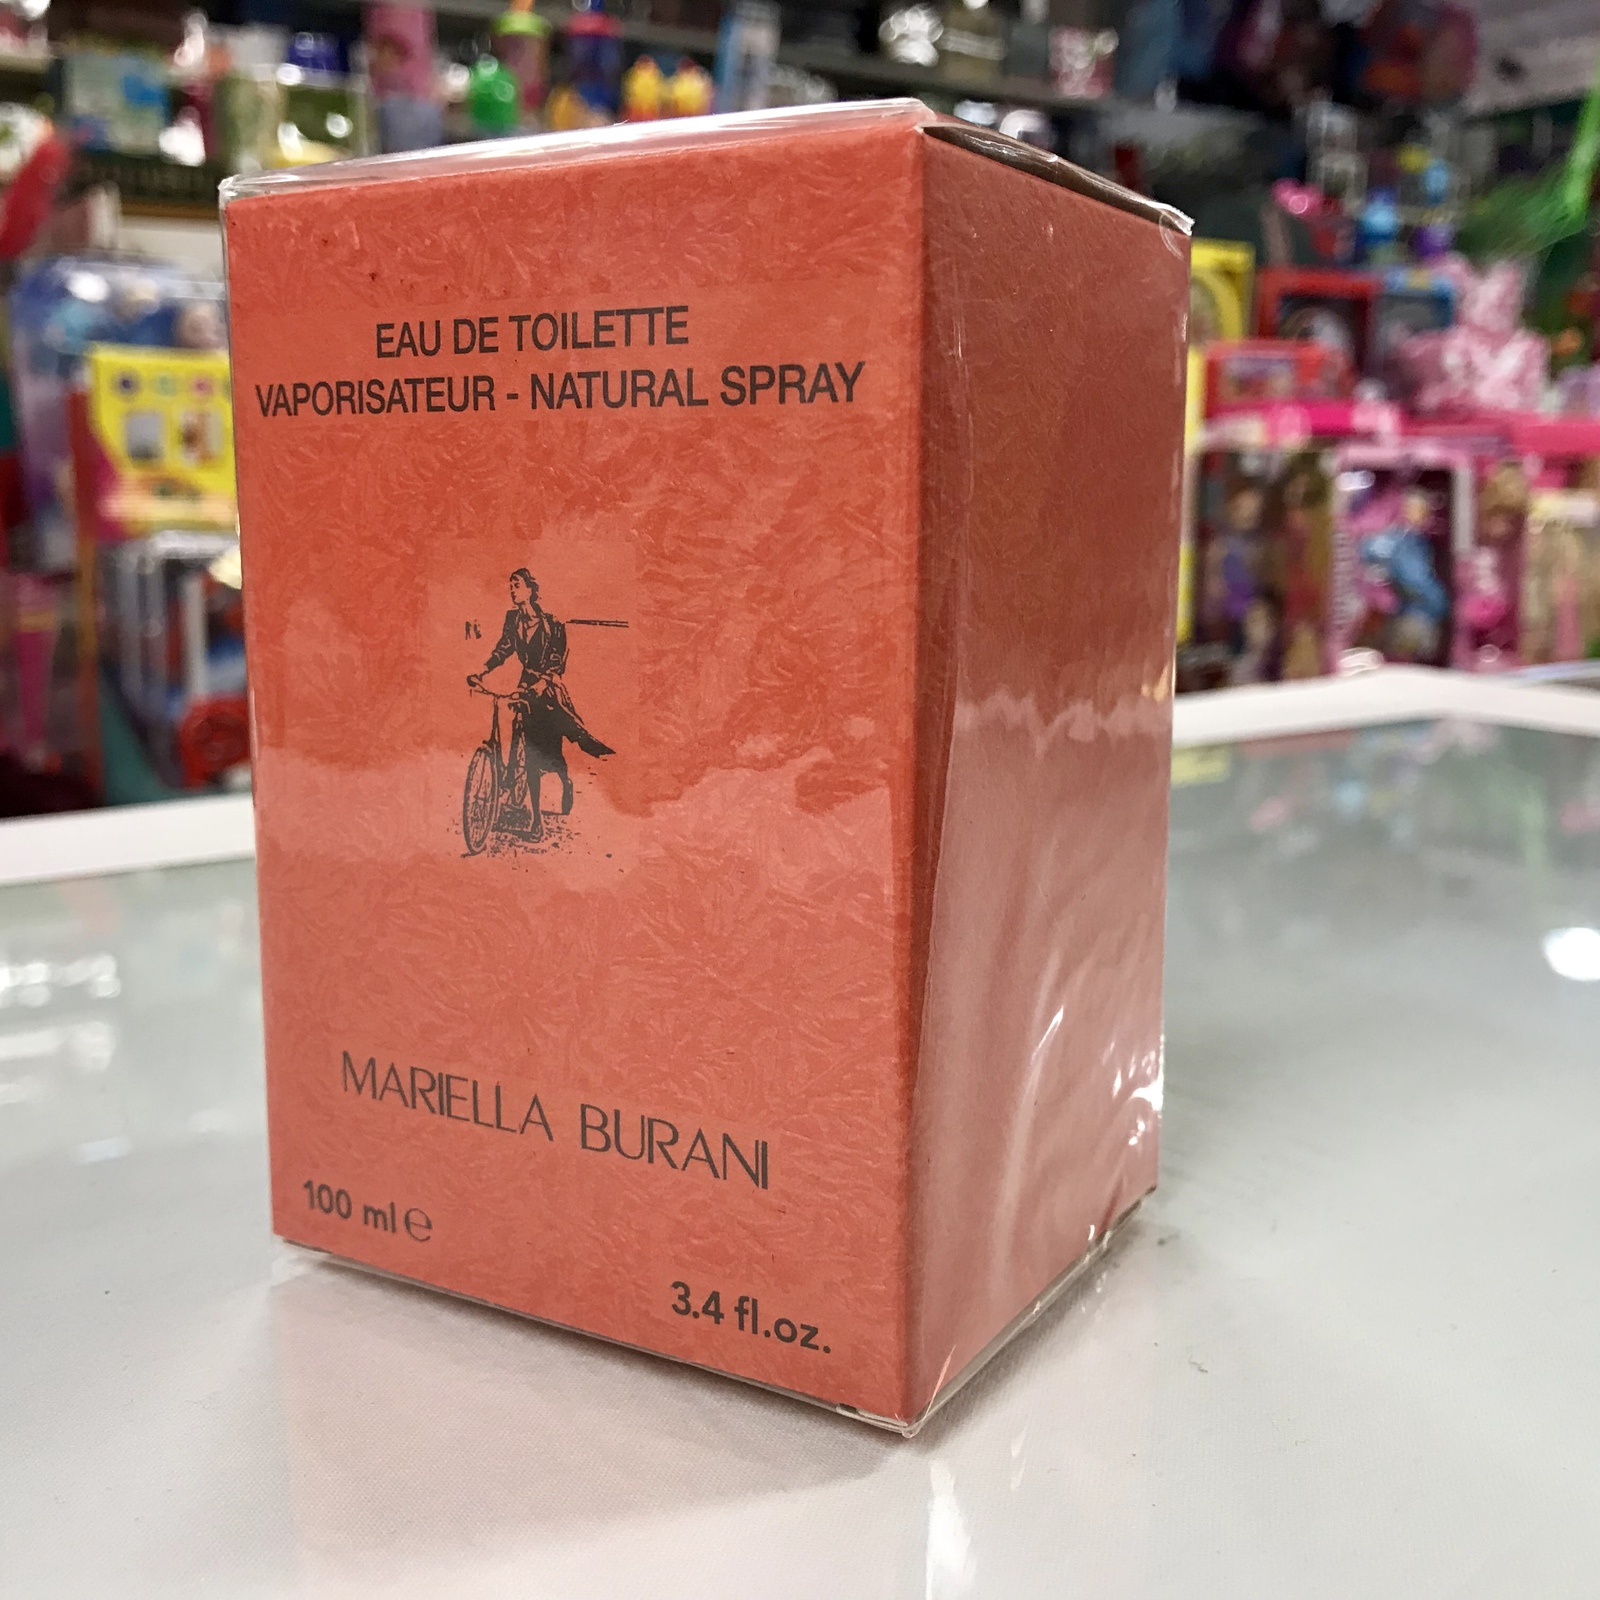 EAU DE TOILETTE
VAPORISATEUR - NATURAL SPRAY
MARIELLA BURANI
100 ml ℮
3.4 fl.oz.